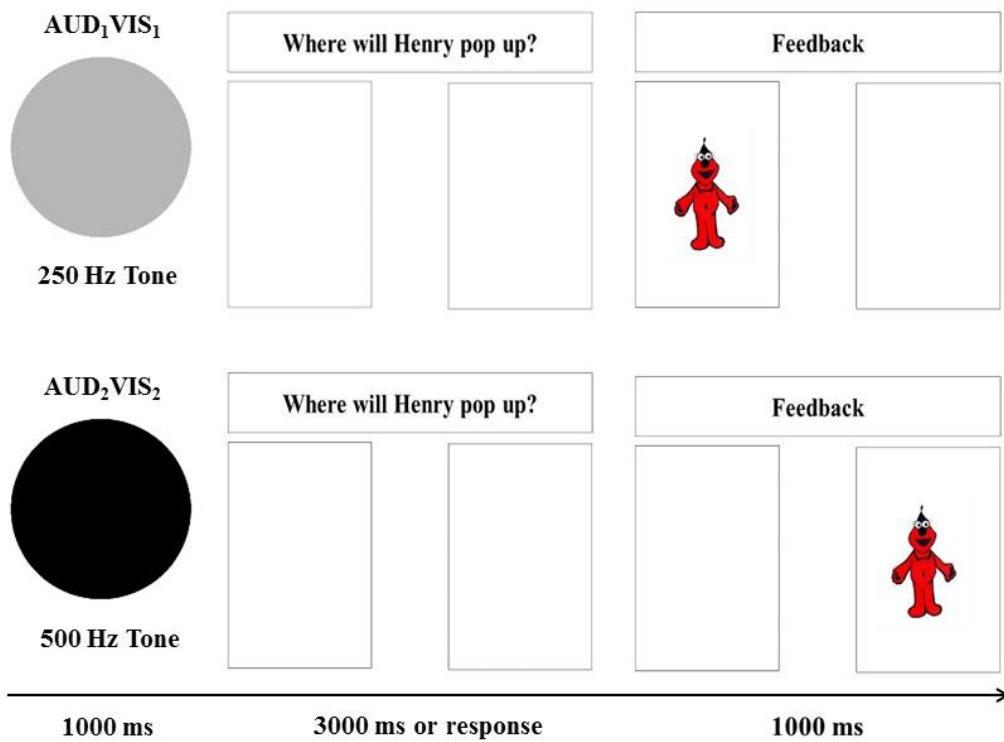 AUD₁VIS₁
Where will Henry pop up?
Feedback
250 Hz Tone
AUD₂VIS₂
Where will Henry pop up?
Feedback
500 Hz Tone
1000 ms
3000 ms or response
1000 ms